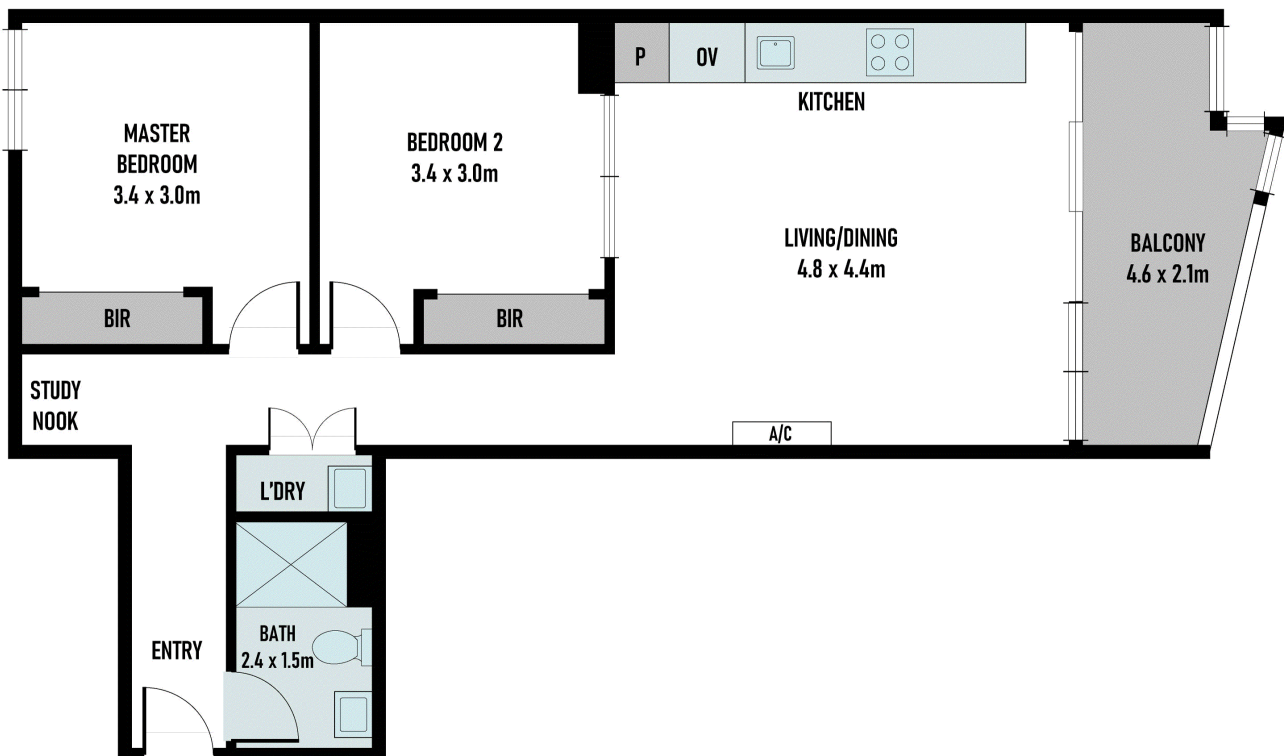 MASTER
BEDROOM
3.4 x 3.0m
BIR
BEDROOM 2
3.4 x 3.0m
BIR
P
OV
KITCHEN
LIVING/DINING
4.8 x 4.4m
BALCONY
4.6 x 2.1m
STUDY
NOOK
A/C
L'DRY
ENTRY
BATH
2.4 x 1.5m